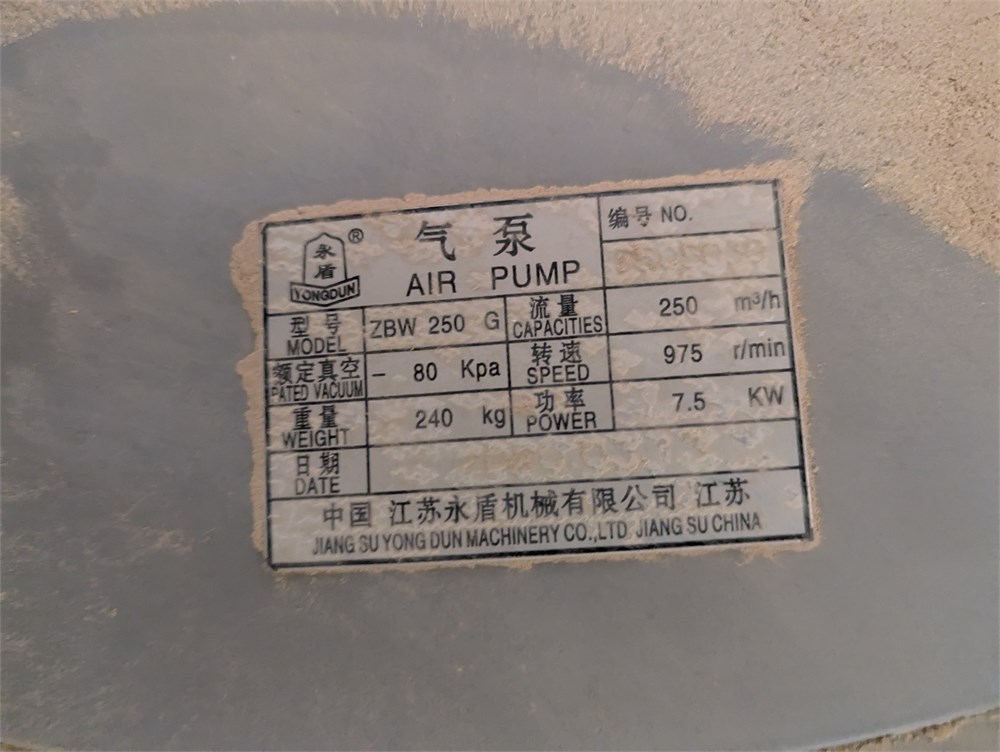 永盾
YONGDUN
®
气 泵
AIR PUMP
编号 NO.
型号
MODEL
ZBW 250 G
流量
CAPACITIES
250 m³/h
额定真空
PATED VACUUM
- 80 Kpa
转速
SPEED
975 r/min
重量
WEIGHT
240 kg
功率
POWER
7.5 KW
日期
DATE
中国 江苏永盾机械有限公司 江苏
JIANG SU YONG DUN MACHINERY CO.,LTD JIANG SU CHINA